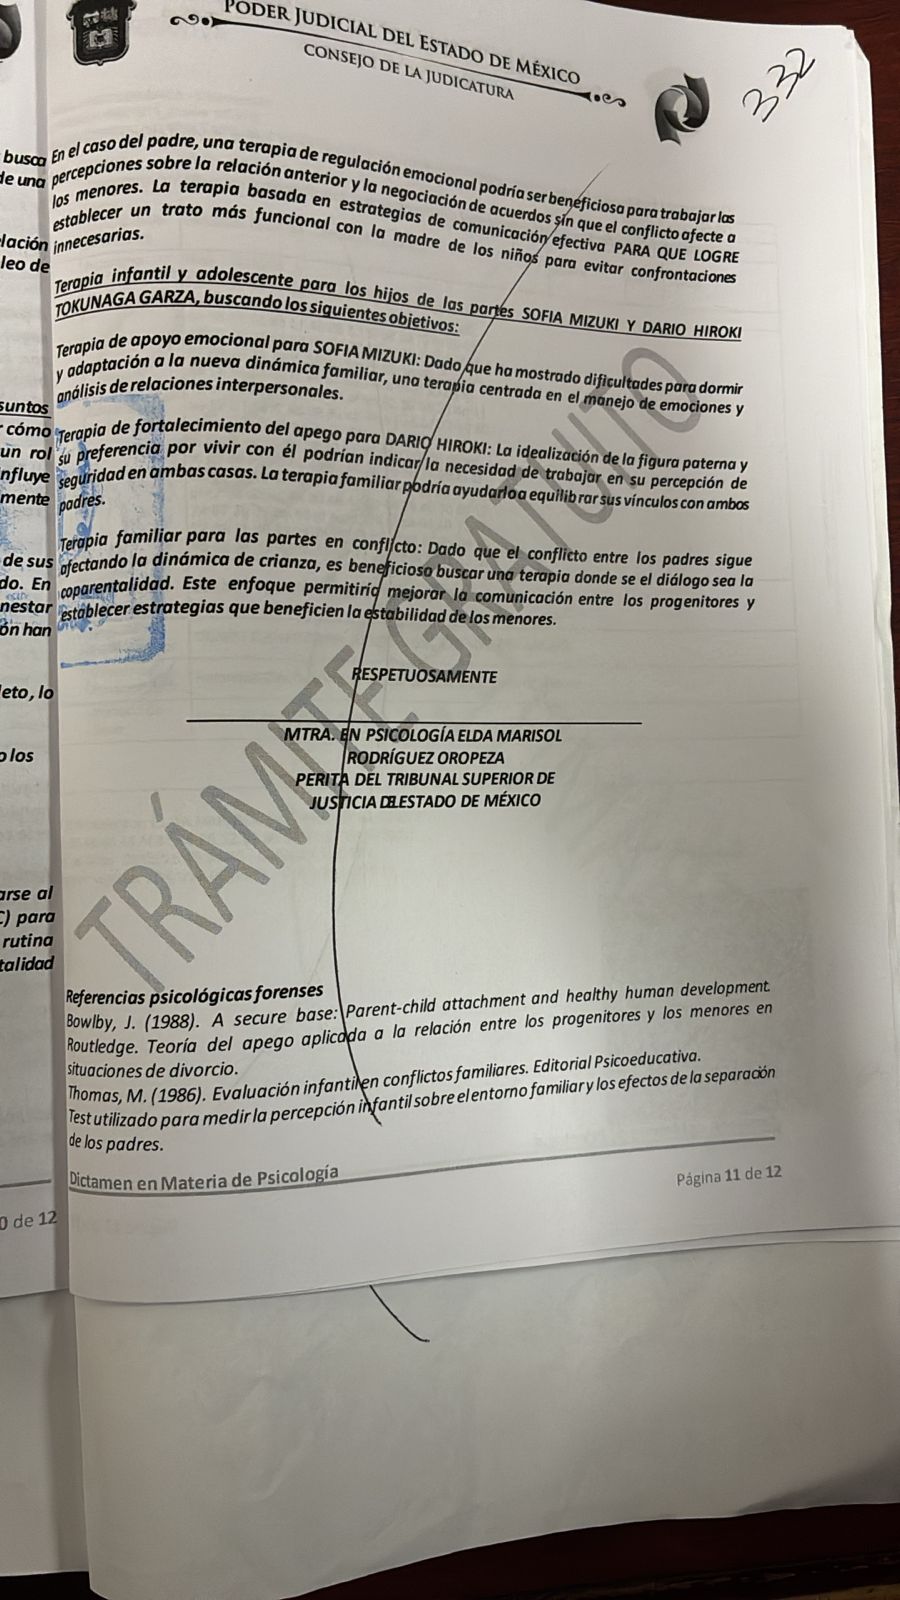 PODER JUDICIAL DEL ESTADO DE MÉXICO
CONSEJO DE LA JUDICATURA
332
En el caso del padre, una terapia de regulación emocional podría ser beneficiosa para trabajar las
percepciones sobre la relación anterior y la negociación de acuerdos sin que el conflicto afecte a
los menores. La terapia basada en estrategias de comunicación efectiva PARA QUE LOGRE
establecer un trato más funcional con la madre de los niños para evitar confrontaciones
innecesarias.
Terapia infantil y adolescente para los hijos de las partes SOFIA MIZUKI Y DARIO HIROKI
TOKUNAGA GARZA, buscando los siguientes objetivos:
Terapia de apoyo emocional para SOFIA MIZUKI: Dado que ha mostrado dificultades para dormir
y adaptación a la nueva dinámica familiar, una terapia centrada en el manejo de emociones y
análisis de relaciones interpersonales.
Terapia de fortalecimiento del apego para DARIO HIROKI: La idealización de la figura paterna y
su preferencia por vivir con él podrían indicar la necesidad de trabajar en su percepción de
seguridad en ambas casas. La terapia familiar podría ayudarlo a equilibrar sus vínculos con ambos
padres.
Terapia familiar para las partes en conflicto: Dado que el conflicto entre los padres sigue
afectando la dinámica de crianza, es beneficioso buscar una terapia donde se el diálogo sea la
coparentalidad. Este enfoque permitiría mejorar la comunicación entre los progenitores y
establecer estrategias que beneficien la estabilidad de los menores.
TRÁMITE GRATUITO
RESPETUOSAMENTE
MTRA. EN PSICOLOGÍA ELDA MARISOL
RODRÍGUEZ OROPEZA
PERITA DEL TRIBUNAL SUPERIOR DE
JUSTICIA DEL ESTADO DE MÉXICO
Referencias psicológicas forenses
Bowlby, J. (1988). A secure base: Parent-child attachment and healthy human development.
Routledge. Teoría del apego aplicada a la relación entre los progenitores y los menores en
situaciones de divorcio.
Thomas, M. (1986). Evaluación infantil en conflictos familiares. Editorial Psicoeducativa.
Test utilizado para medir la percepción infantil sobre el entorno familiar y los efectos de la separación
de los padres.
Dictamen en Materia de Psicología
Página 11 de 12
busca
de una
lación
leo de
suntos
cómo
un rol
nfluye
mente
de sus
do. En
nestar
ón han
leto, lo
o los
arse al
C) para
rutina
talidad
0 de 12